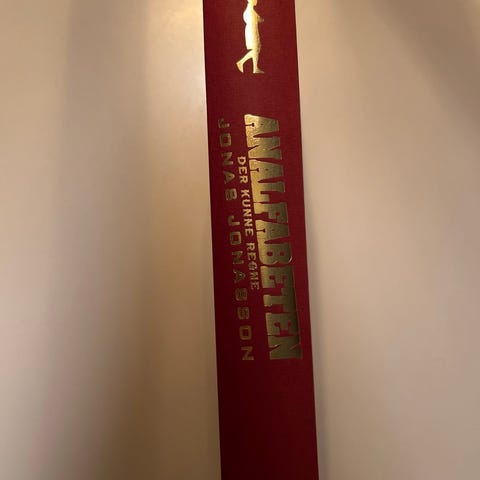 ANALFABETEN
DER KUNNE REGNE
JONAS JONASSON